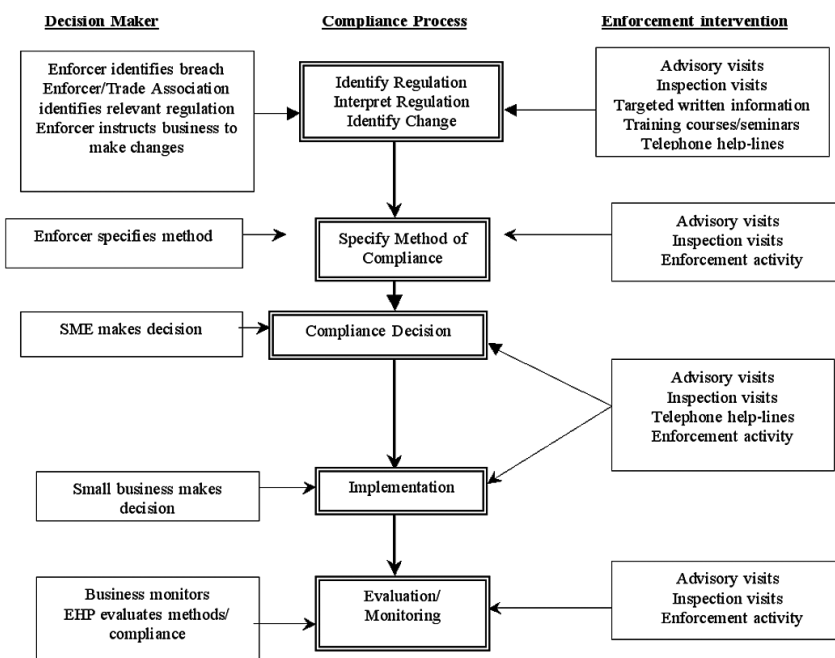 Decision Maker
Compliance Process
Enforcement intervention
Enforcer identifies breach
Enforcer/Trade Association
identifies relevant regulation
Enforcer instructs business to
make changes
Identify Regulation
Interpret Regulation
Identify Change
Advisory visits
Inspection visits
Targeted written information
Training courses/seminars
Telephone help-lines
Enforcer specifies method
Specify Method of
Compliance
Advisory visits
Inspection visits
Enforcement activity
SME makes decision
Compliance Decision
Advisory visits
Inspection visits
Telephone help-lines
Enforcement activity
Small business makes
decision
Implementation
Business monitors
EHP evaluates methods/
compliance
Evaluation/
Monitoring
Advisory visits
Inspection visits
Enforcement activity